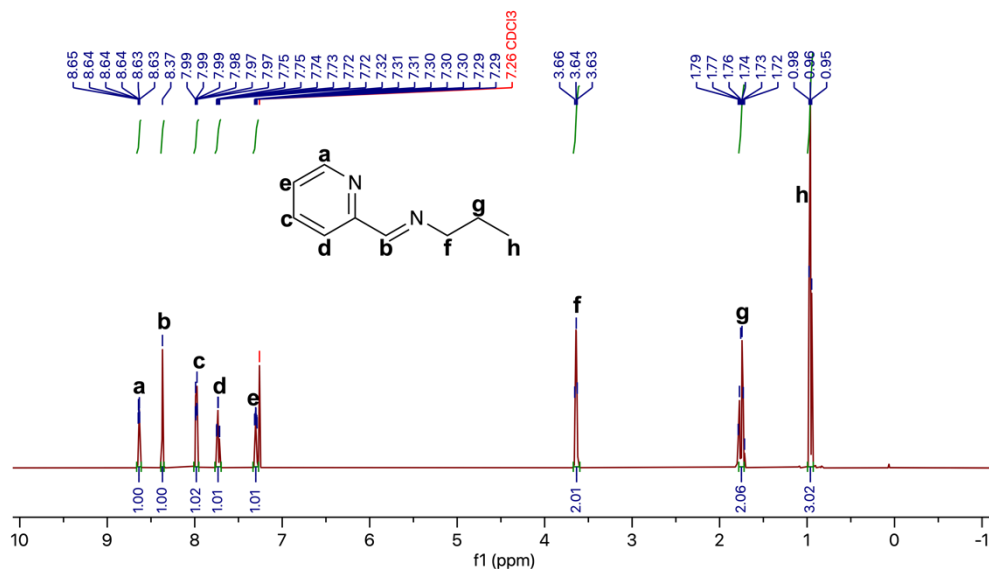 8.65 8.64 8.64 8.64 8.63 8.63 8.37 7.99 7.99 7.99 7.98 7.97 7.97 7.75 7.75 7.74 7.73 7.72 7.72 7.32 7.31 7.31 7.30 7.30 7.30 7.29 7.29 7.26 CDCl3 3.66 3.64 3.63 1.79 1.77 1.76 1.74 1.73 1.72 0.98 0.96 0.95
a
e N
h
g
c N
d b f h
b f
g
a c d e
1.00 1.00 1.02 1.01 1.01 2.01 2.06 3.02
10 9 8 7 6 5 4 3 2 1 0 -1
f1 (ppm)